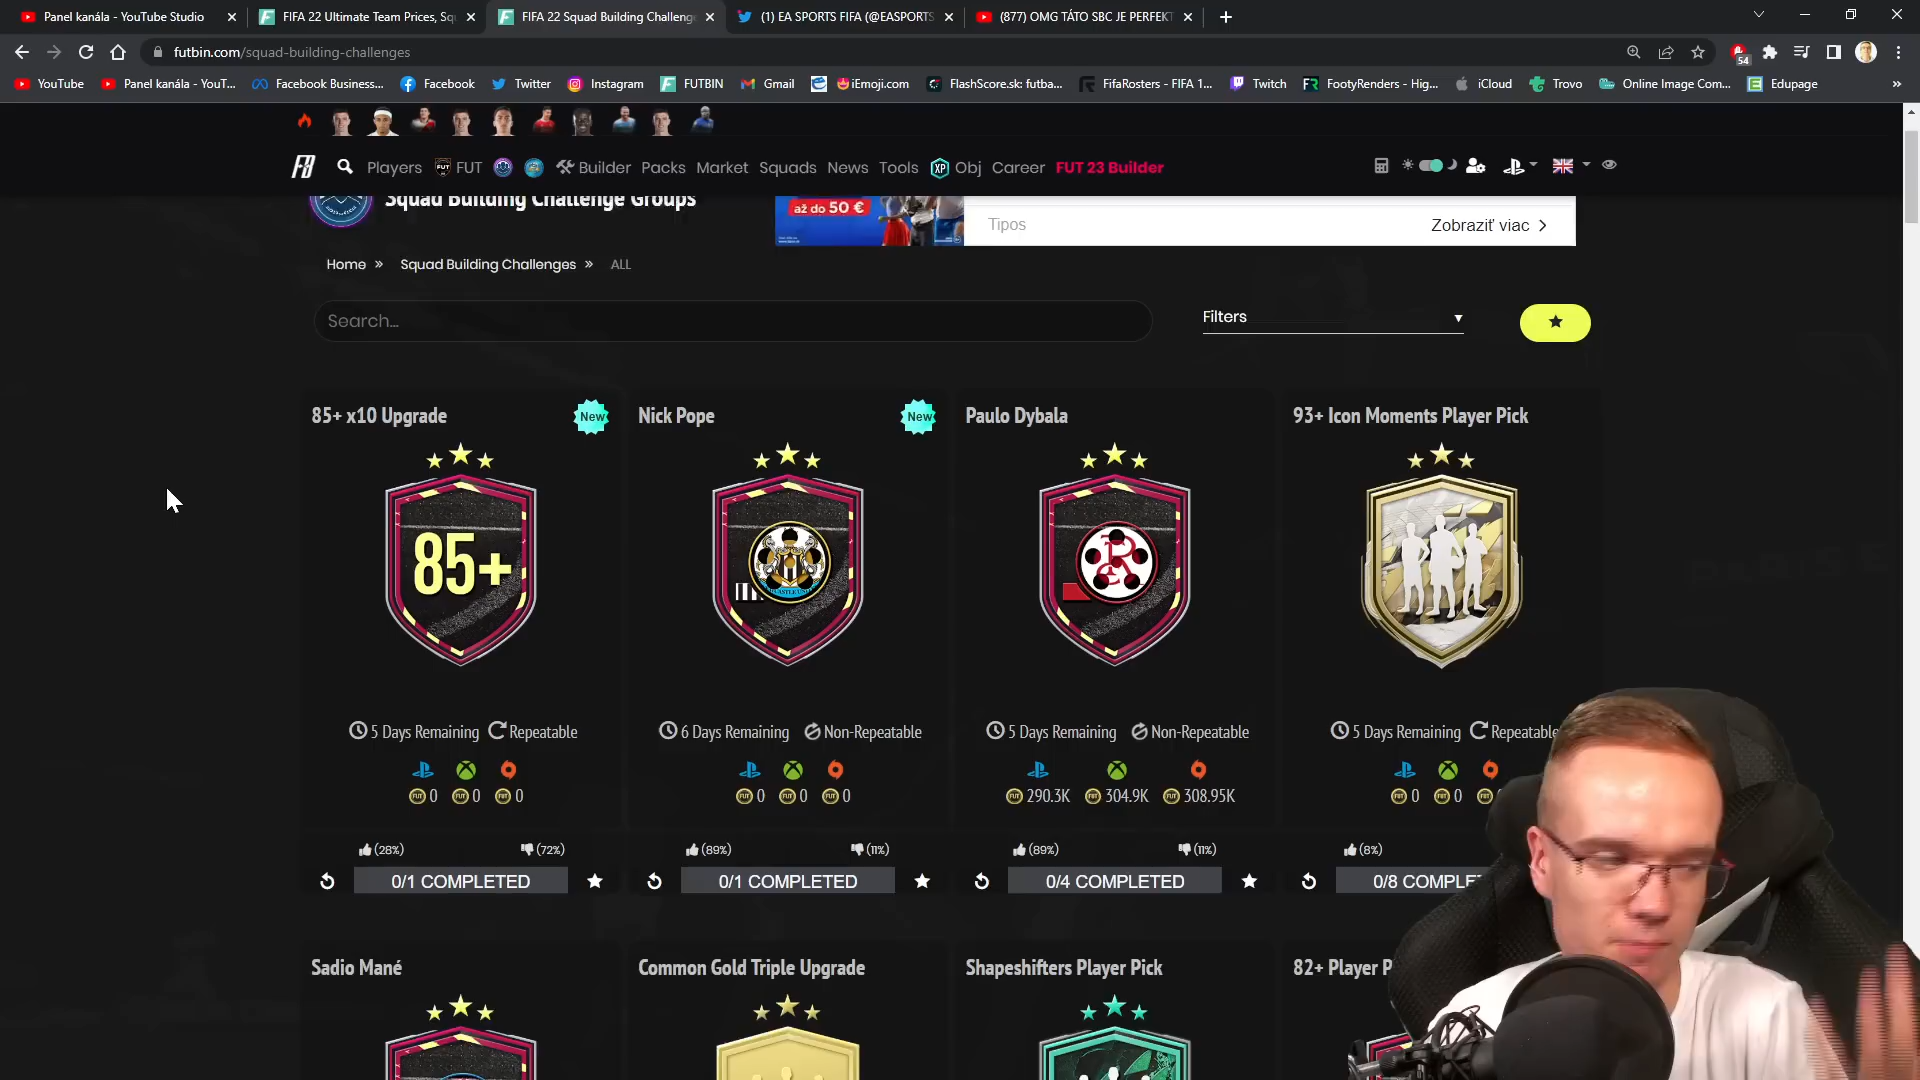 Panel kanála - YouTube Studio
FIFA 22 Ultimate Team Prices, Sq
FIFA 22 Squad Building Challenge
(1) EA SPORTS FIFA (@EASPORTS
(877) OMG TÁTO SBC JE PERFEKT
futbin.com/squad-building-challenges
54
YouTube
Panel kanála - YouT...
Facebook Business...
Facebook
Twitter
Instagram
FUTBIN
Gmail
iEmoji.com
FlashScore.sk: futba...
FifaRosters - FIFA 1...
Twitch
FootyRenders - Hig...
iCloud
Trovo
Online Image Com...
Edupage
Players
FUT
Builder
Packs
Market
Squads
News
Tools
Obj
Career
FUT 23 Builder
Squad Building Challenge Groups
až do 50 €
Tipos
Zobraziť viac
Home » Squad Building Challenges » ALL
Search...
Filters
85+ x10 Upgrade
New
Nick Pope
New
Paulo Dybala
93+ Icon Moments Player Pick
85+
5 Days Remaining Repeatable
6 Days Remaining Non-Repeatable
5 Days Remaining Non-Repeatable
5 Days Remaining Repeatable
0 0 0
0 0 0
290.3K 304.9K 308.95K
0 0
(28%) (72%)
(89%) (11%)
(89%) (11%)
(8%)
0/1 COMPLETED
0/1 COMPLETED
0/4 COMPLETED
0/8 COMPLET
Sadio Mané
Common Gold Triple Upgrade
Shapeshifters Player Pick
82+ Player P